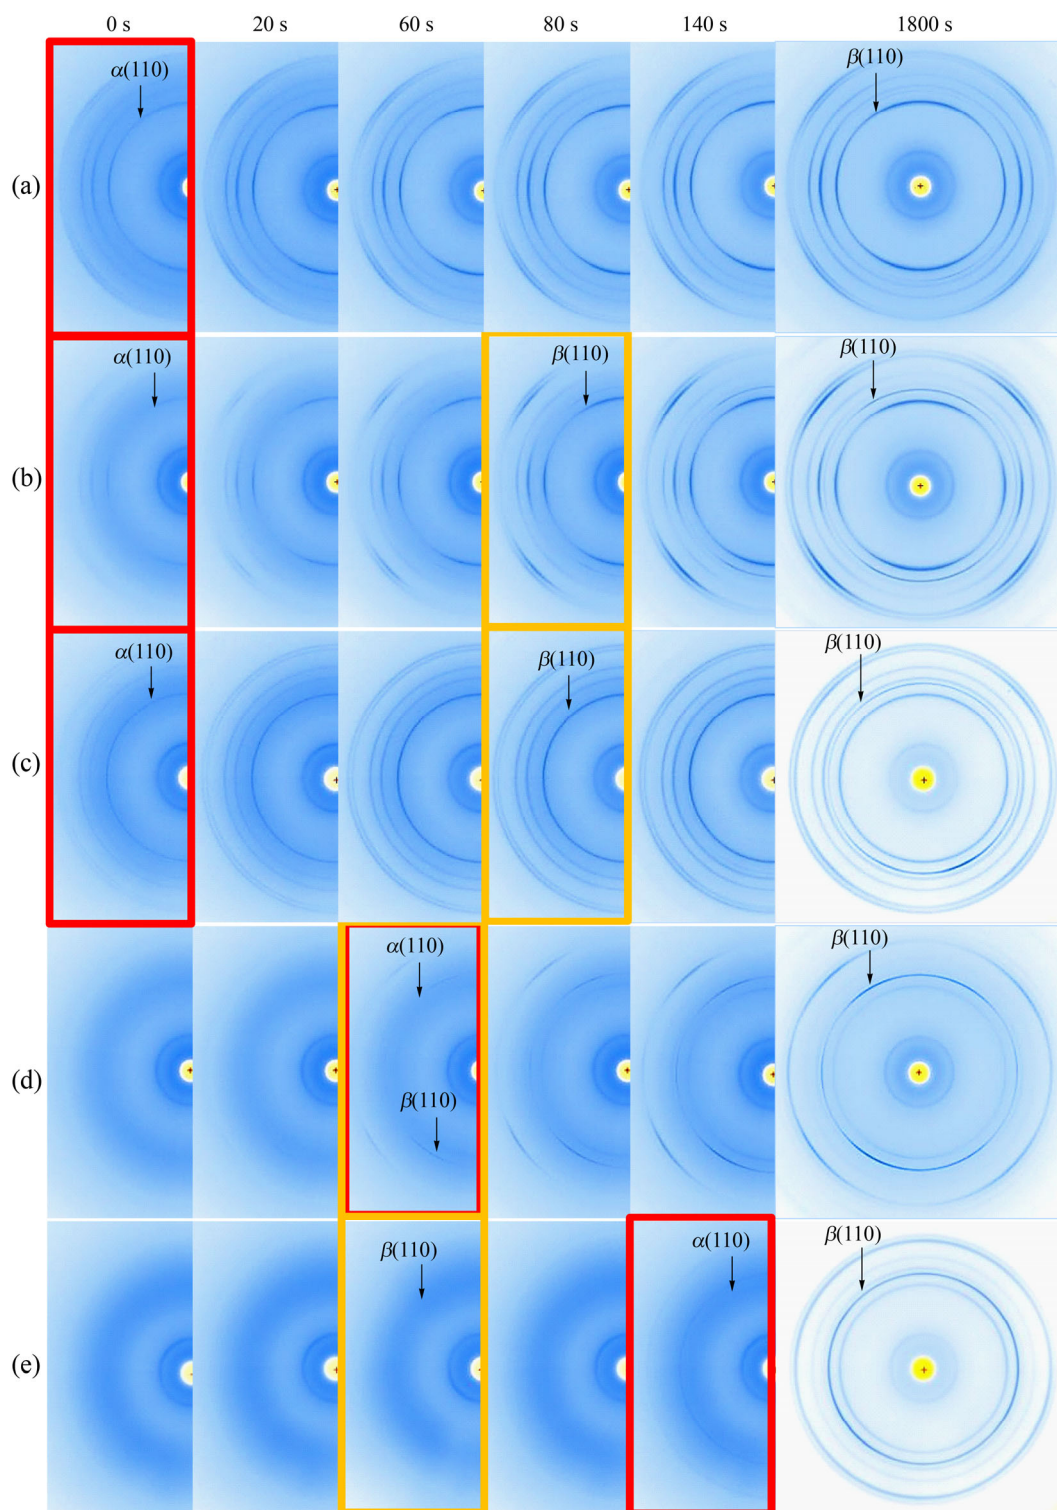 0 s 20 s 60 s 80 s 140 s 1800 s
(a) α(110) β(110)
(b) α(110) β(110) β(110)
(c) α(110) β(110) β(110)
(d) α(110) β(110) β(110)
(e) β(110) α(110) β(110)